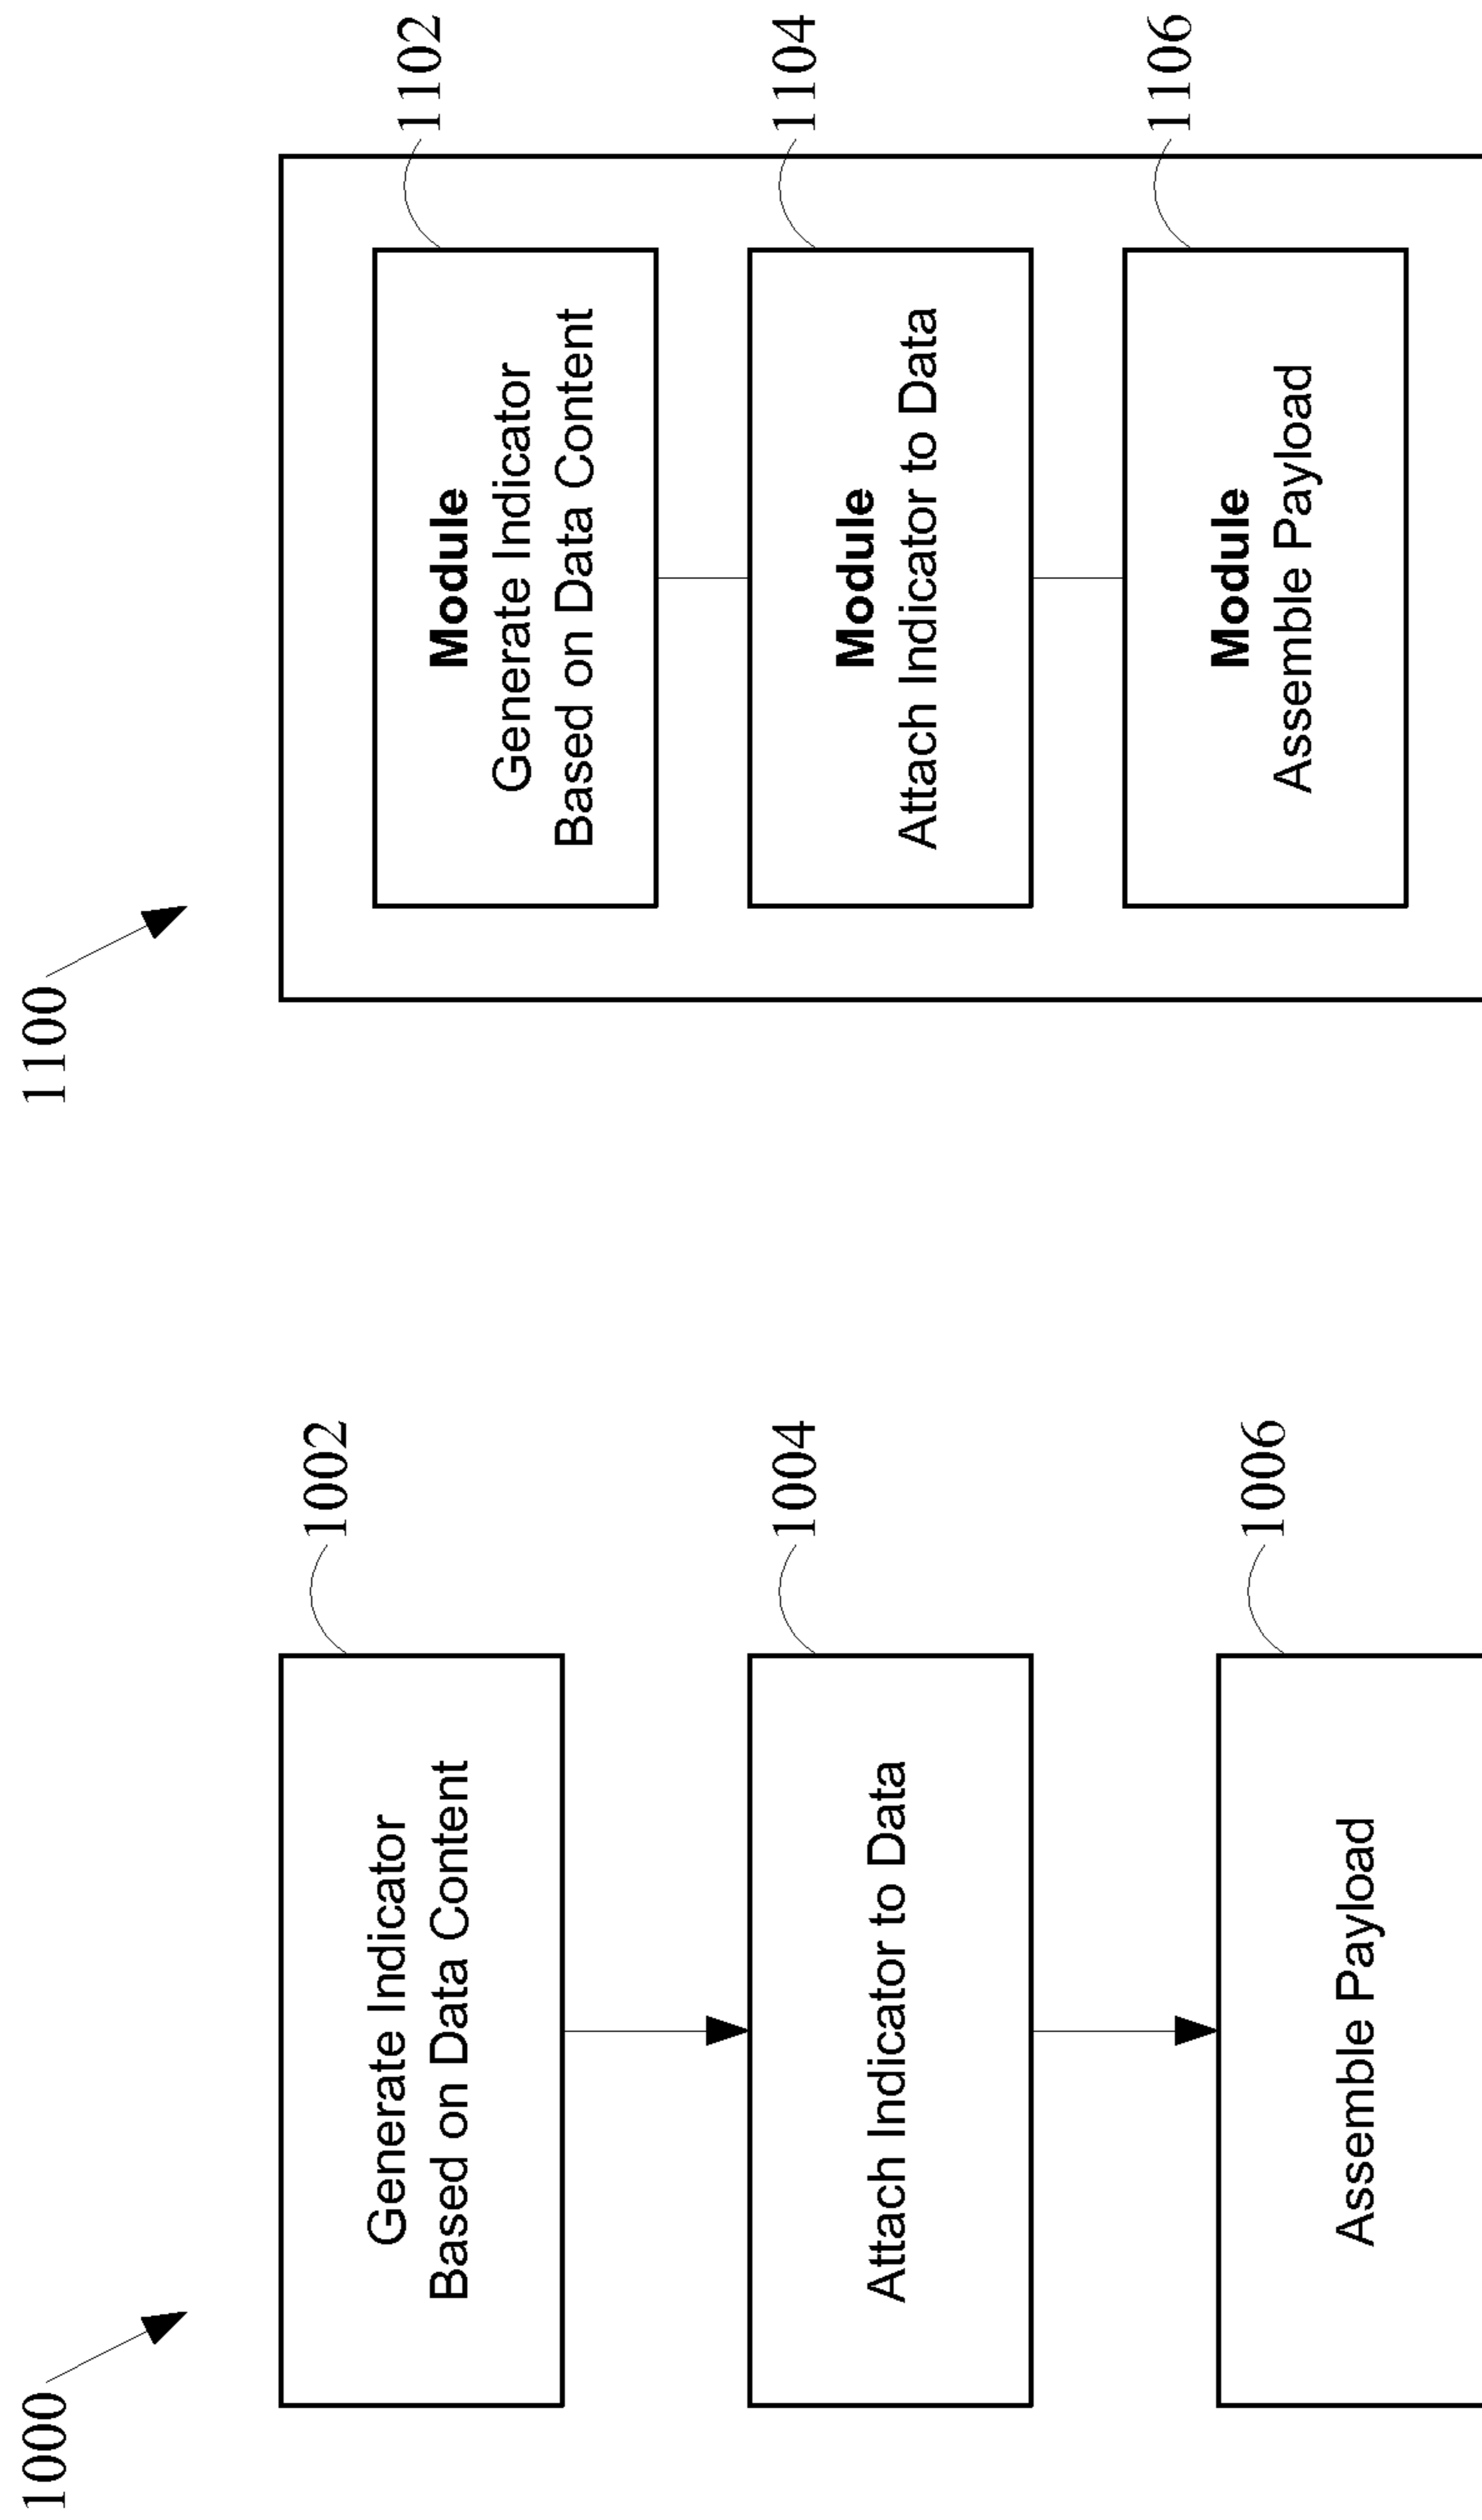 1000
1002
Generate Indicator
Based on Data Content
1004
Attach Indicator to Data
1006
Assemble Payload
1100
1102
Module
Generate Indicator
Based on Data Content
1104
Module
Attach Indicator to Data
1106
Module
Assemble Payload